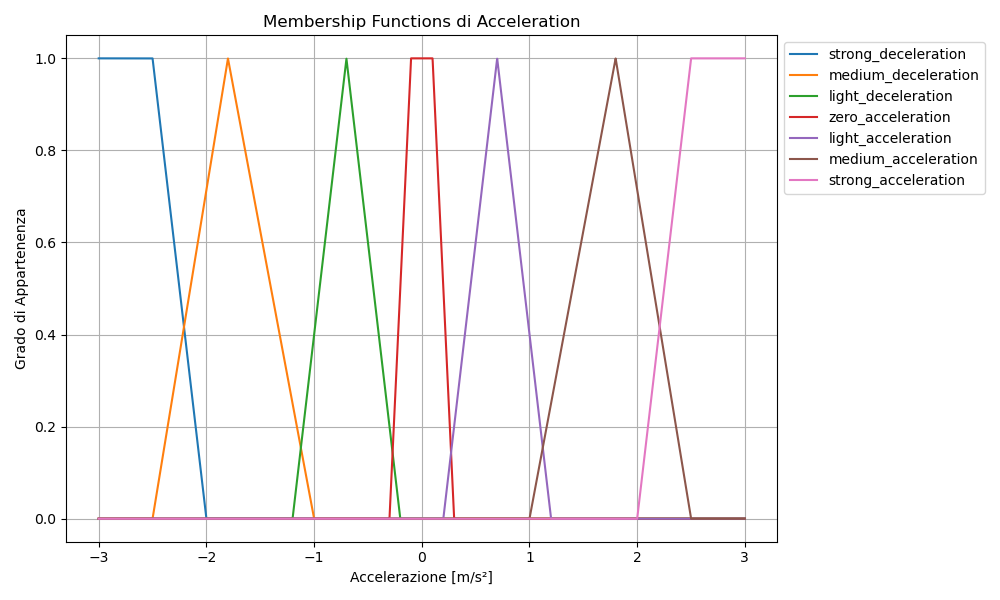 Membership Functions di Acceleration
1.0
0.8
0.6
0.4
0.2
0.0
Grado di Appartenenza
−3
−2
−1
0
1
2
3
Accelerazione [m/s²]
strong_deceleration
medium_deceleration
light_deceleration
zero_acceleration
light_acceleration
medium_acceleration
strong_acceleration